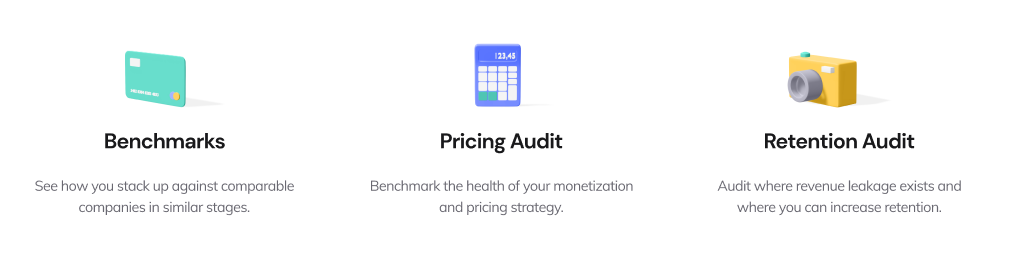 123.45
Benchmarks
See how you stack up against comparable
companies in similar stages.
Pricing Audit
Benchmark the health of your monetization
and pricing strategy.
Retention Audit
Audit where revenue leakage exists and
where you can increase retention.